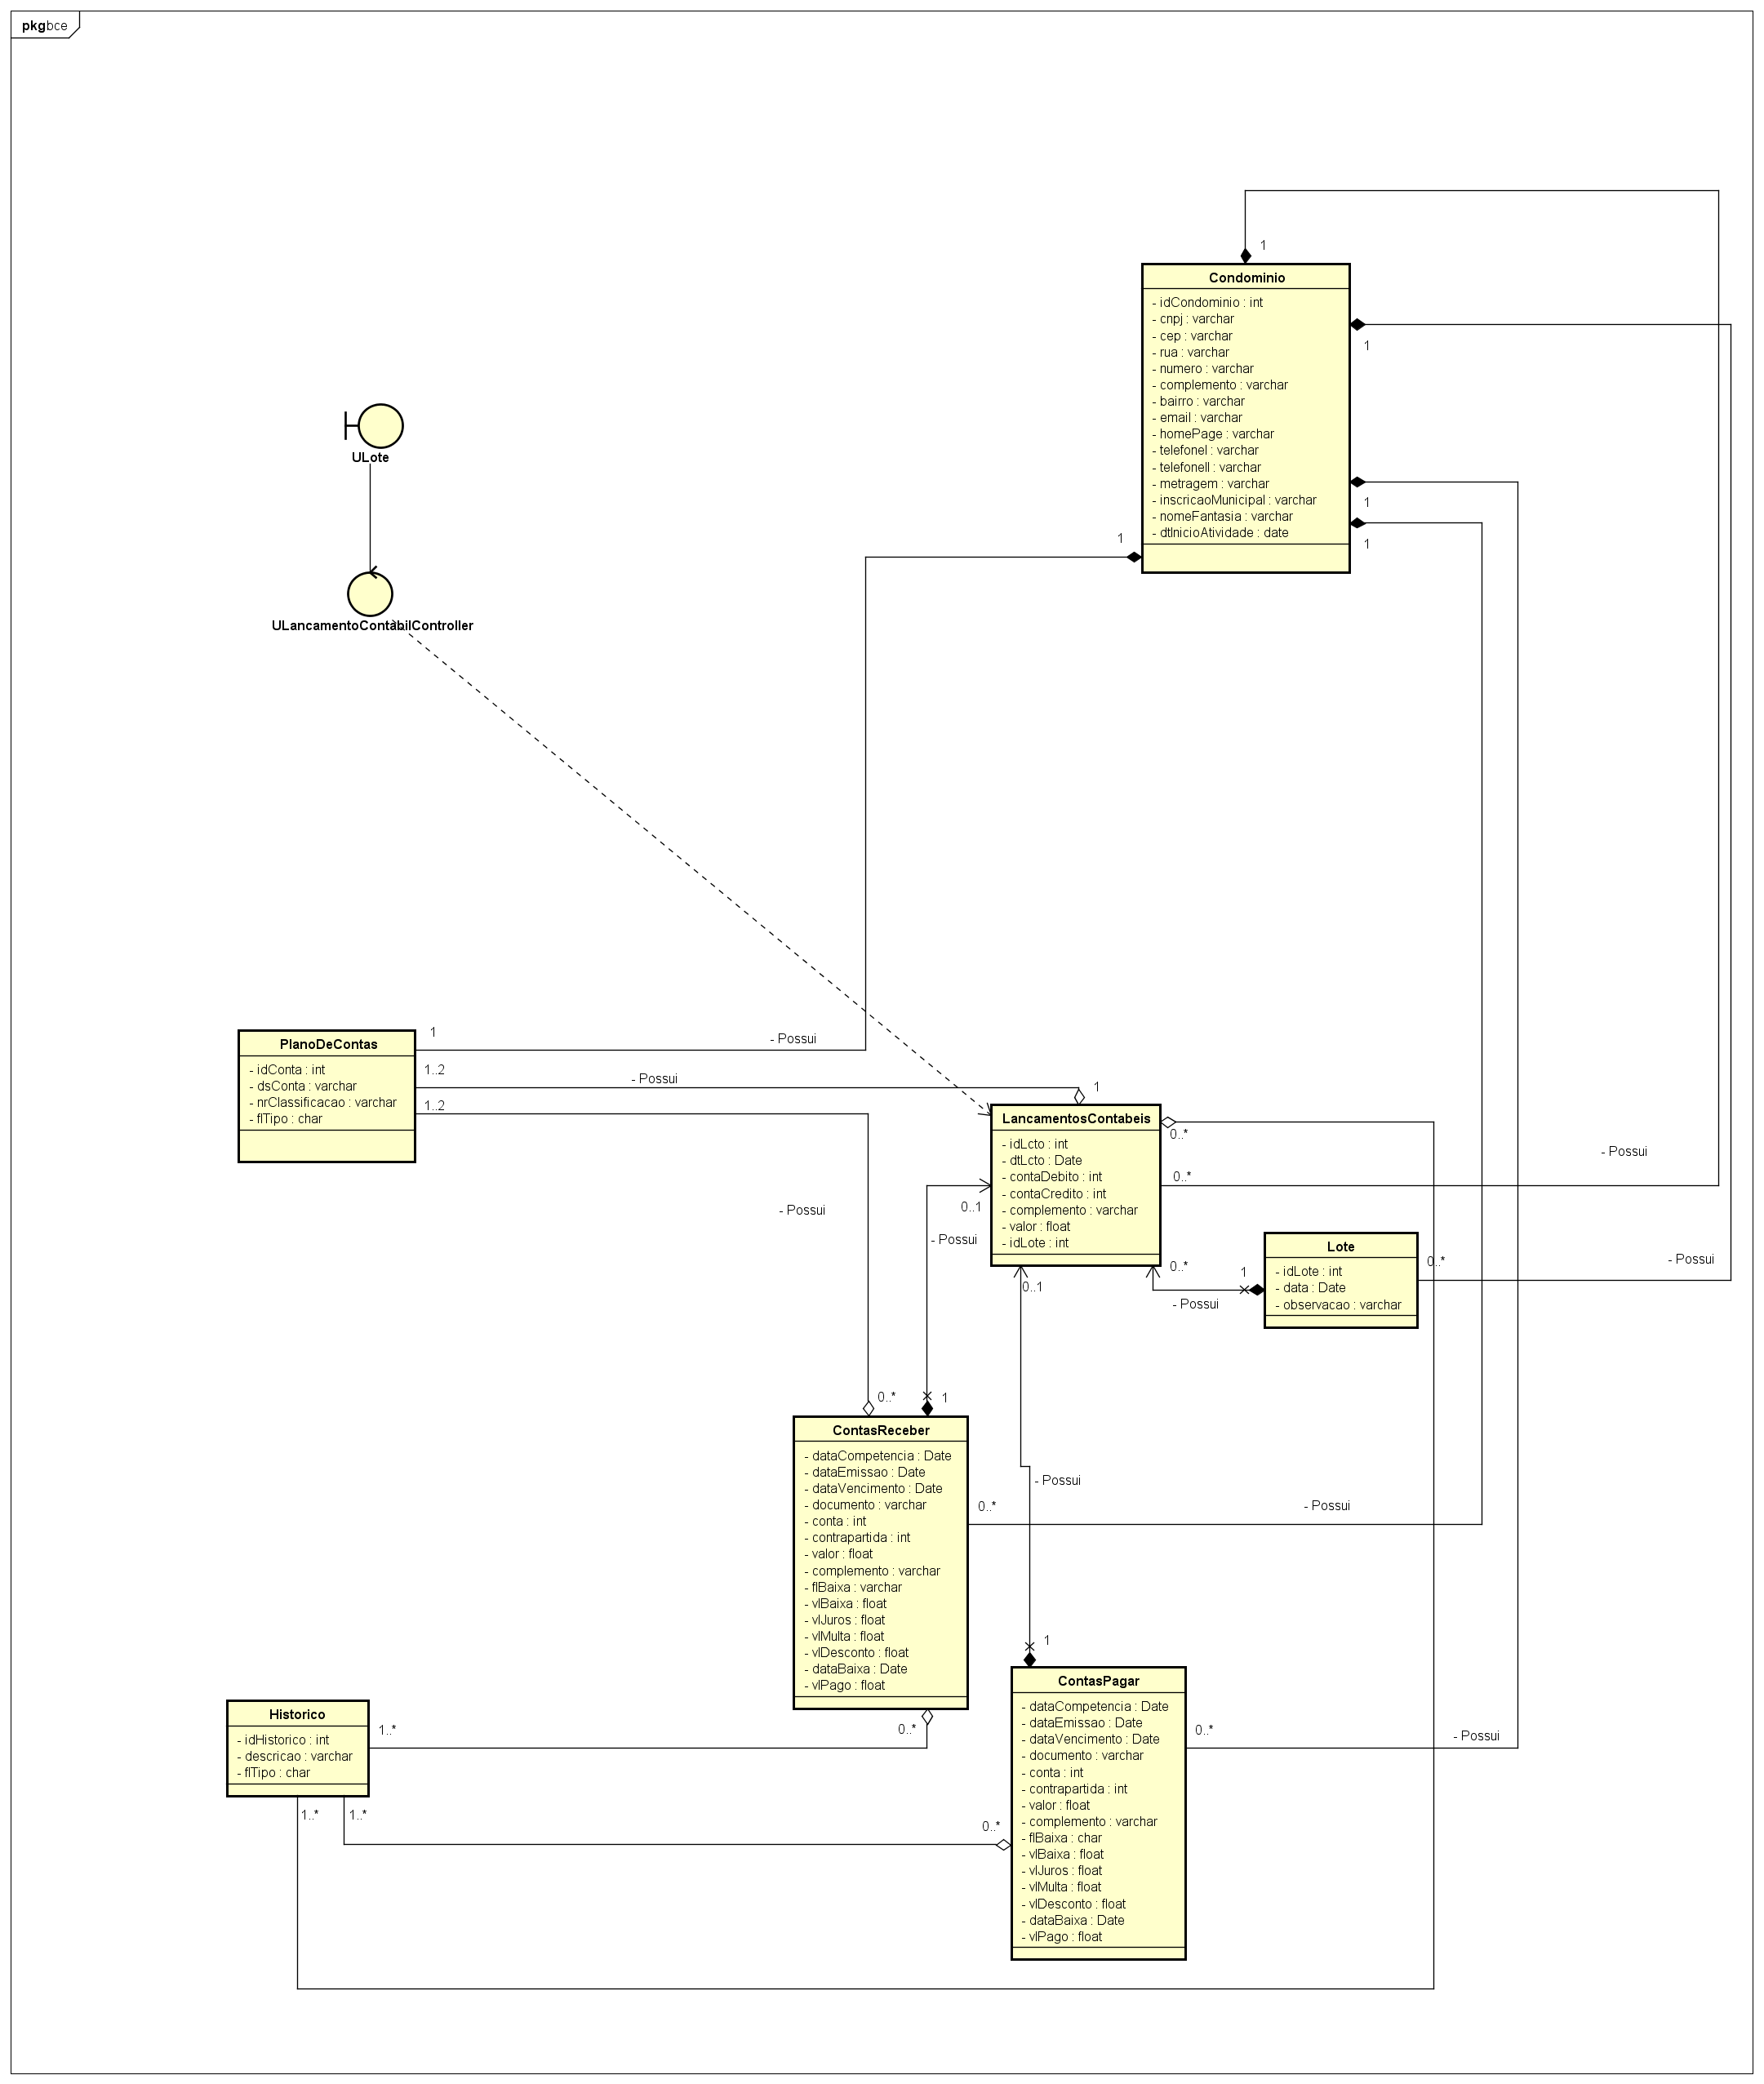 pkg bce
1
Condominio
- idCondominio : int
- cnpj : varchar
- cep : varchar
- rua : varchar
- numero : varchar
- complemento : varchar
- bairro : varchar
- email : varchar
- homePage : varchar
- telefoneI : varchar
- telefoneII : varchar
- metragem : varchar
- inscricaoMunicipal : varchar
- nomeFantasia : varchar
- dtInicioAtividade : date
1
1
1
1
ULote
ULancamentoContabilController
PlanoDeContas
- idConta : int
- dsConta : varchar
- nrClassificacao : varchar
- flTipo : char
1
- Possui
1..2
- Possui
1
1..2
- Possui
LancamentosContabeis
- idLcto : int
- dtLcto : Date
- contaDebito : int
- contaCredito : int
- complemento : varchar
- valor : float
- idLote : int
0..*
- Possui
0..*
0..1
- Possui
0..1
0..*
1
- Possui
Lote
- idLote : int
- data : Date
- observacao : varchar
0..*
- Possui
0..*
1
ContasReceber
- dataCompetencia : Date
- dataEmissao : Date
- dataVencimento : Date
- documento : varchar
- conta : int
- contrapartida : int
- valor : float
- complemento : varchar
- flBaixa : varchar
- vlBaixa : float
- vlJuros : float
- vlMulta : float
- vlDesconto : float
- dataBaixa : Date
- vlPago : float
- Possui
0..*
- Possui
1
ContasPagar
- dataCompetencia : Date
- dataEmissao : Date
- dataVencimento : Date
- documento : varchar
- conta : int
- contrapartida : int
- valor : float
- complemento : varchar
- flBaixa : char
- vlBaixa : float
- vlJuros : float
- vlMulta : float
- vlDesconto : float
- dataBaixa : Date
- vlPago : float
0..*
- Possui
Historico
- idHistorico : int
- descricao : varchar
- flTipo : char
1..*
0..*
1..*
1..*
0..*